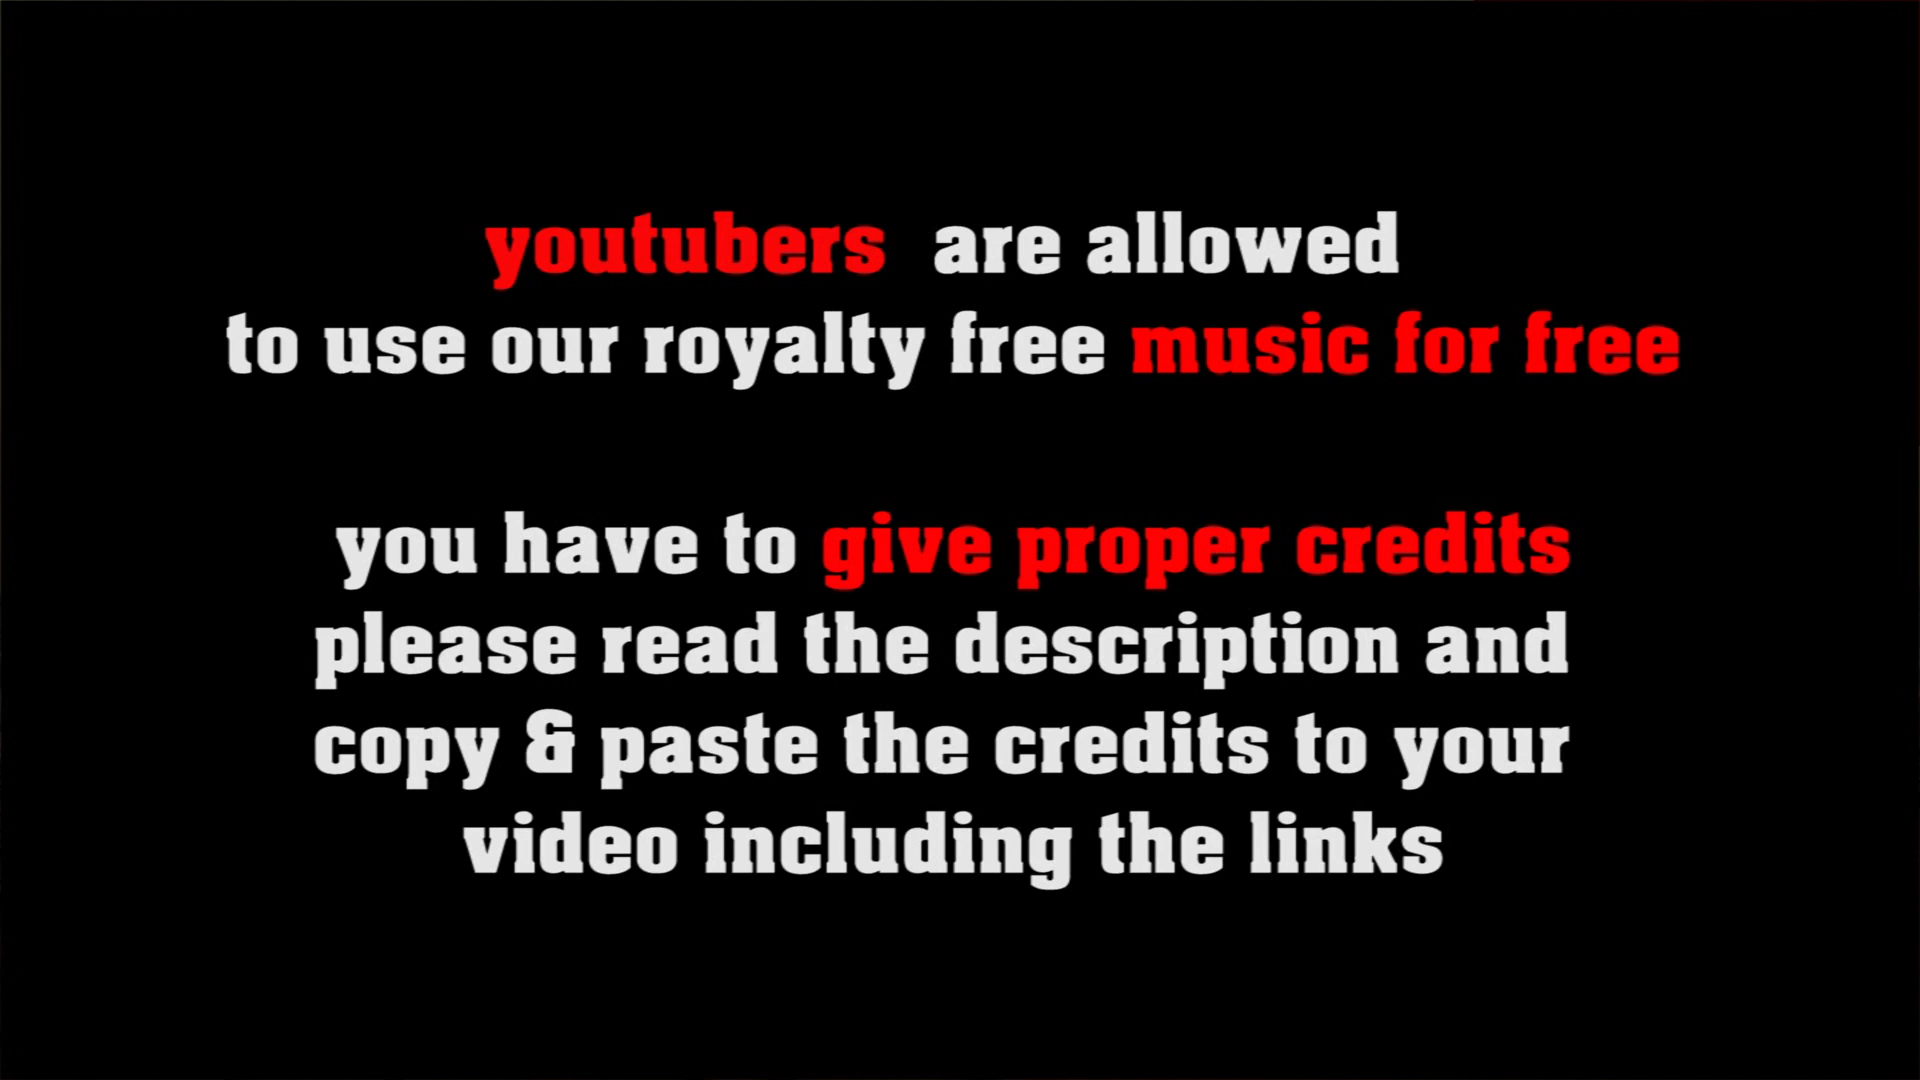 youtubers are allowed
to use our royalty free music for free
you have to give proper credits
please read the description and
copy & paste the credits to your
video including the links